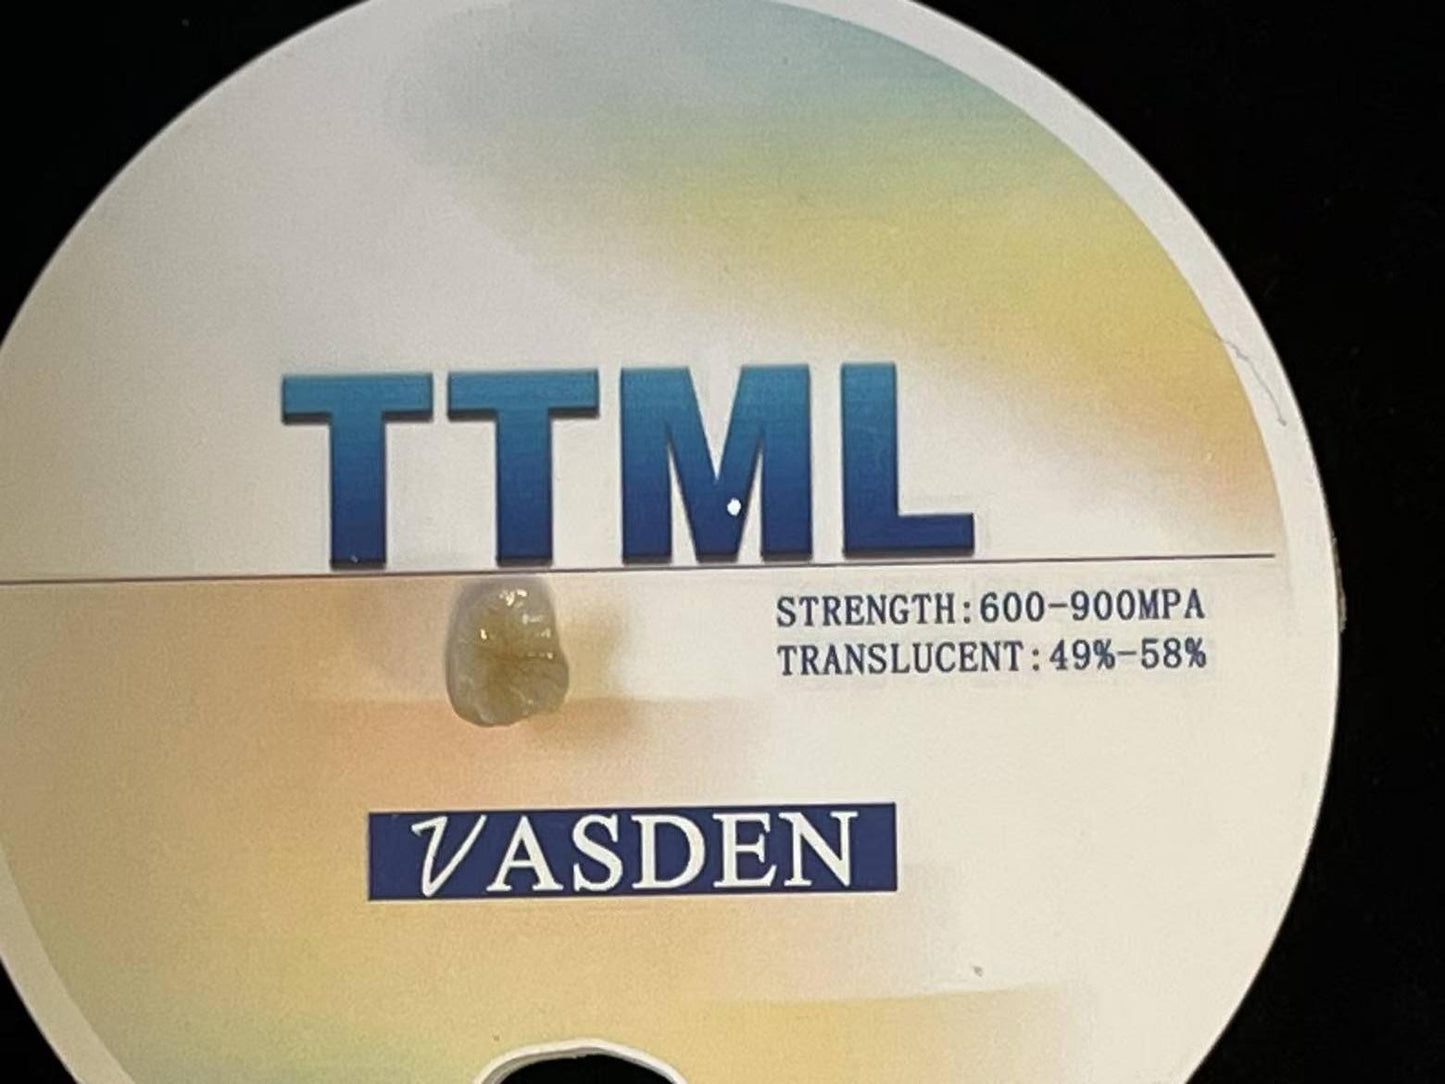 TTML
STRENGTH:600-900MPA
TRANSLUCENT:49%-58%
VASDEN